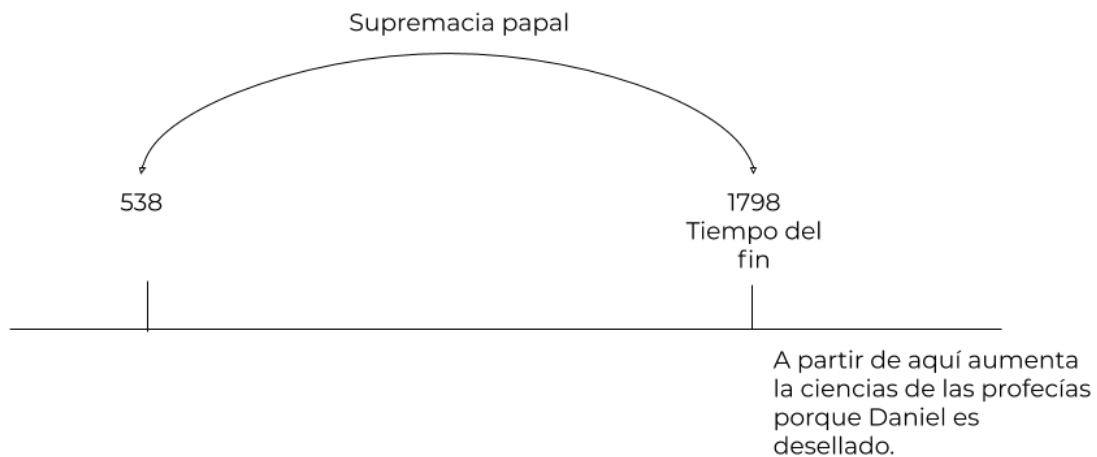 Supremacia papal
538
1798
Tiempo del
fin
A partir de aquí aumenta
la ciencias de las profecías
porque Daniel es
desellado.